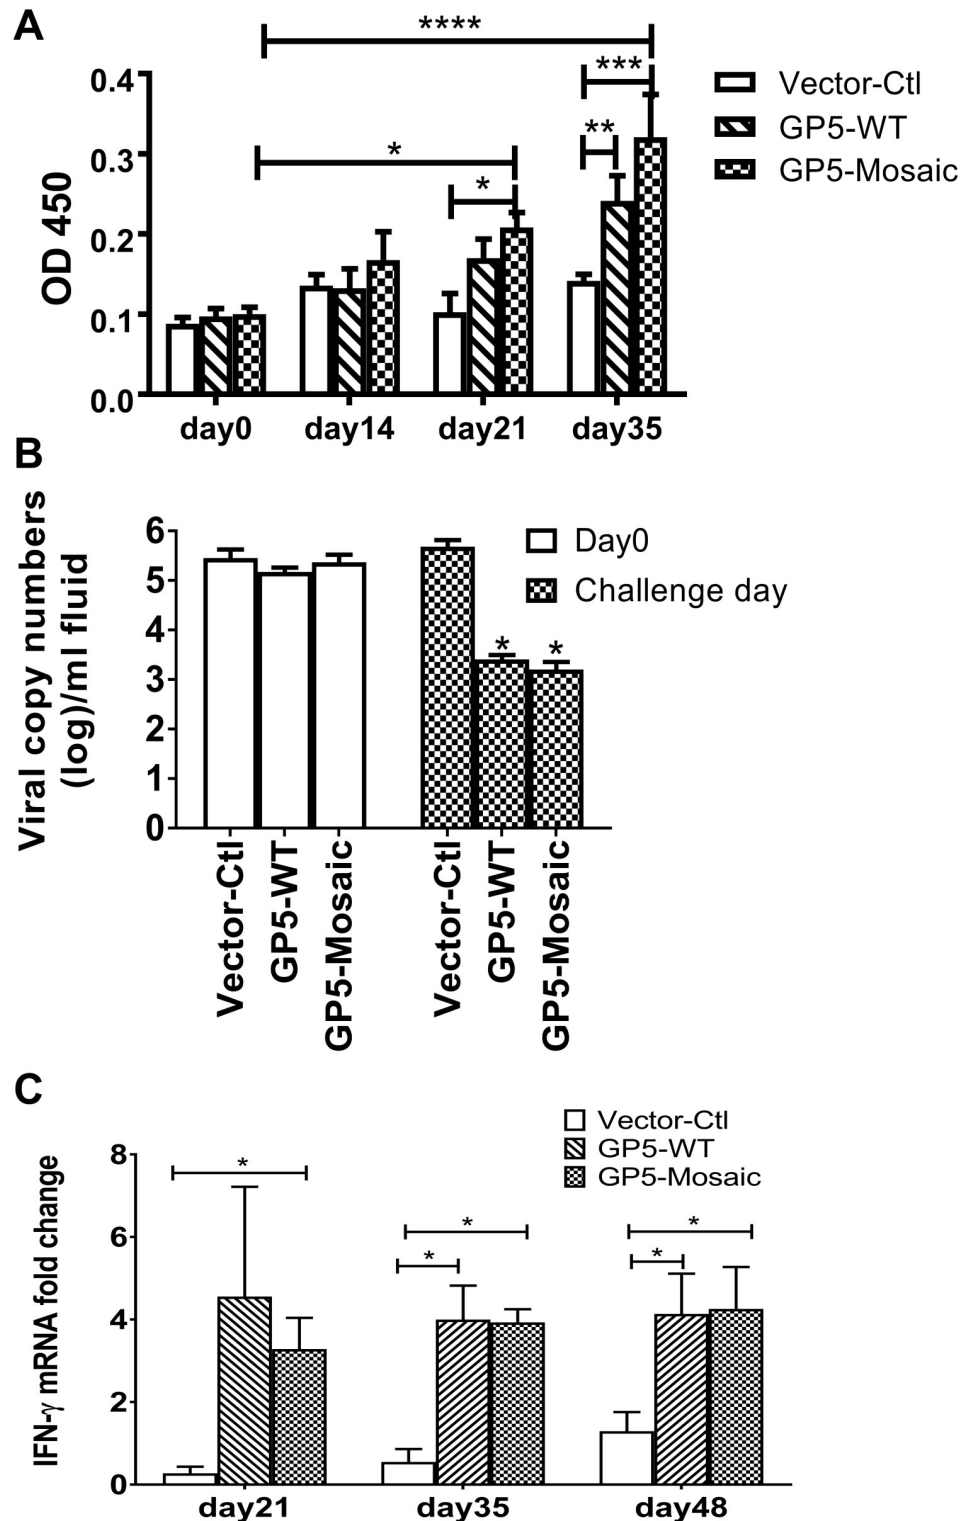 A
****
***
**
*
*
0.4
0.3
0.2
0.1
0.0
OD 450
Vector-Ctl
GP5-WT
GP5-Mosaic
day0 day14 day21 day35
B
Viral copy numbers
(log)/ml fluid
6
5
4
3
2
1
0
Day0
Challenge day
* *
Vector-Ctl
GP5-WT
GP5-Mosaic
Vector-Ctl
GP5-WT
GP5-Mosaic
C
IFN-γ mRNA fold change
8
6
4
2
0
Vector-Ctl
GP5-WT
GP5-Mosaic
*
*
*
*
*
day21 day35 day48